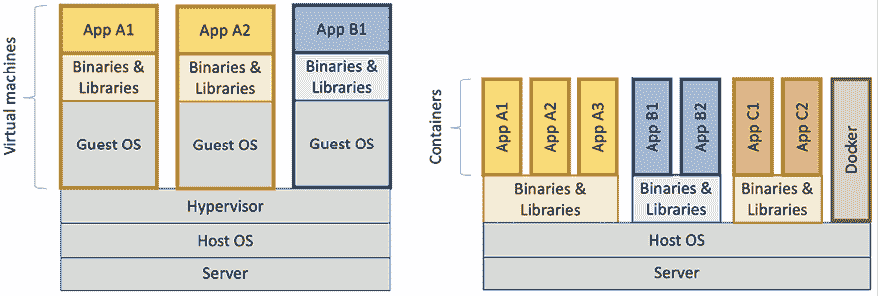 Virtual machines
App A1
App A2
App B1
Binaries &
Libraries
Binaries &
Libraries
Binaries &
Libraries
Guest OS
Guest OS
Guest OS
Hypervisor
Host OS
Server
Containers
App A1
App A2
App A3
App B1
App B2
App C1
App C2
Docker
Binaries &
Libraries
Binaries &
Libraries
Binaries &
Libraries
Host OS
Server